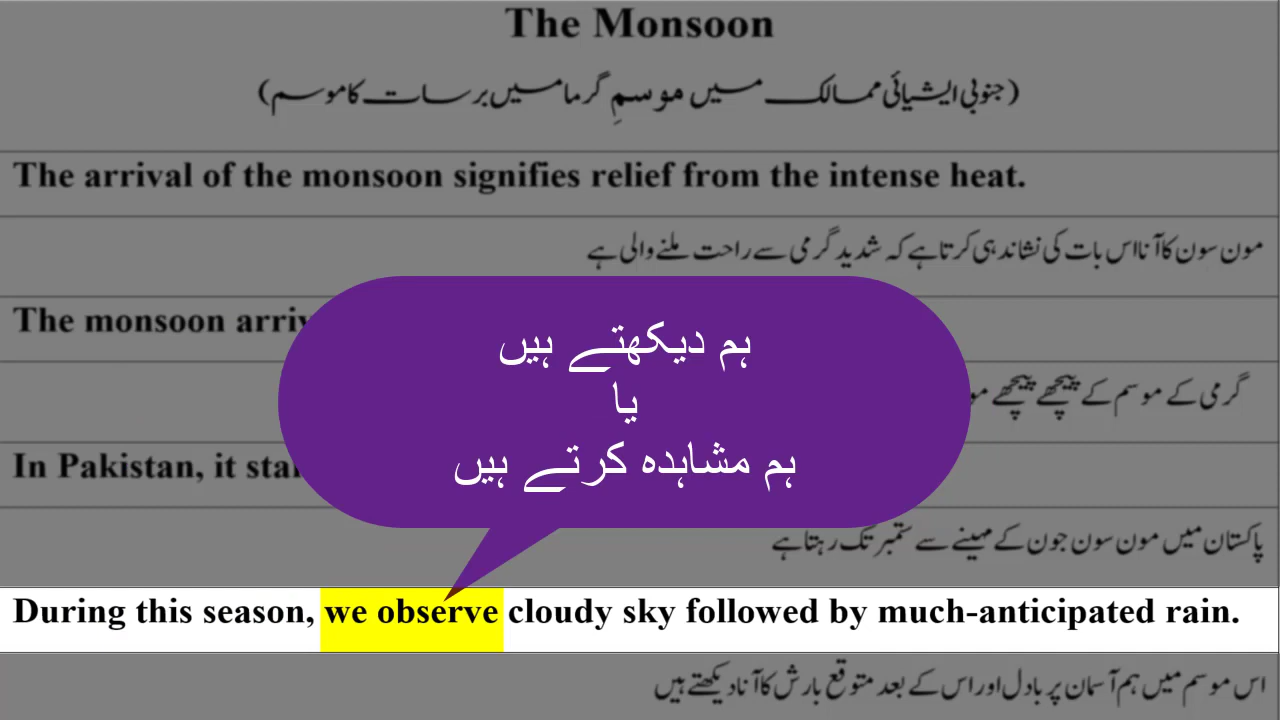 The Monsoon
(جنوبی ایشیائی ممالک میں موسمِ گرما میں برسات کا موسم)
The arrival of the monsoon signifies relief from the intense heat.
مون سون کا آنا اس بات کی نشاندہی کرتا ہے کہ شدید گرمی سے راحت ملنے والی ہے
The monsoon
گرمی کے موسم کے پیچھے پیچھے
In Pakistan, it
پاکستان میں مون سون جون کے مہینے سے ستمبر تک رہتا ہے
ہم دیکھتے ہیں
یا
ہم مشاہدہ کرتے ہیں
During this season, we observe cloudy sky followed by much-anticipated rain.
اس موسم میں ہم آسمان پر بادل اور اس کے بعد متوقع بارش کا آنا دیکھتے ہیں